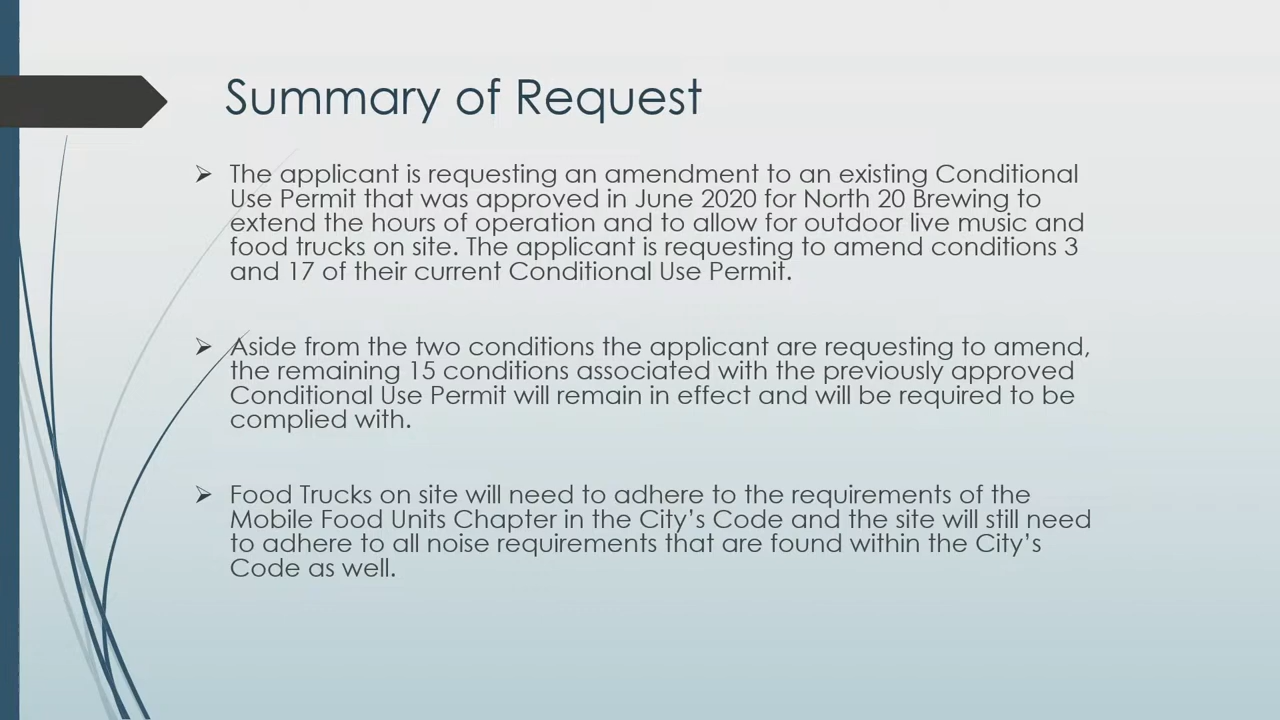 Summary of Request
➢ The applicant is requesting an amendment to an existing Conditional
Use Permit that was approved in June 2020 for North 20 Brewing to
extend the hours of operation and to allow for outdoor live music and
food trucks on site. The applicant is requesting to amend conditions 3
and 17 of their current Conditional Use Permit.
➢ Aside from the two conditions the applicant are requesting to amend,
the remaining 15 conditions associated with the previously approved
Conditional Use Permit will remain in effect and will be required to be
complied with.
➢ Food Trucks on site will need to adhere to the requirements of the
Mobile Food Units Chapter in the City’s Code and the site will still need
to adhere to all noise requirements that are found within the City’s
Code as well.